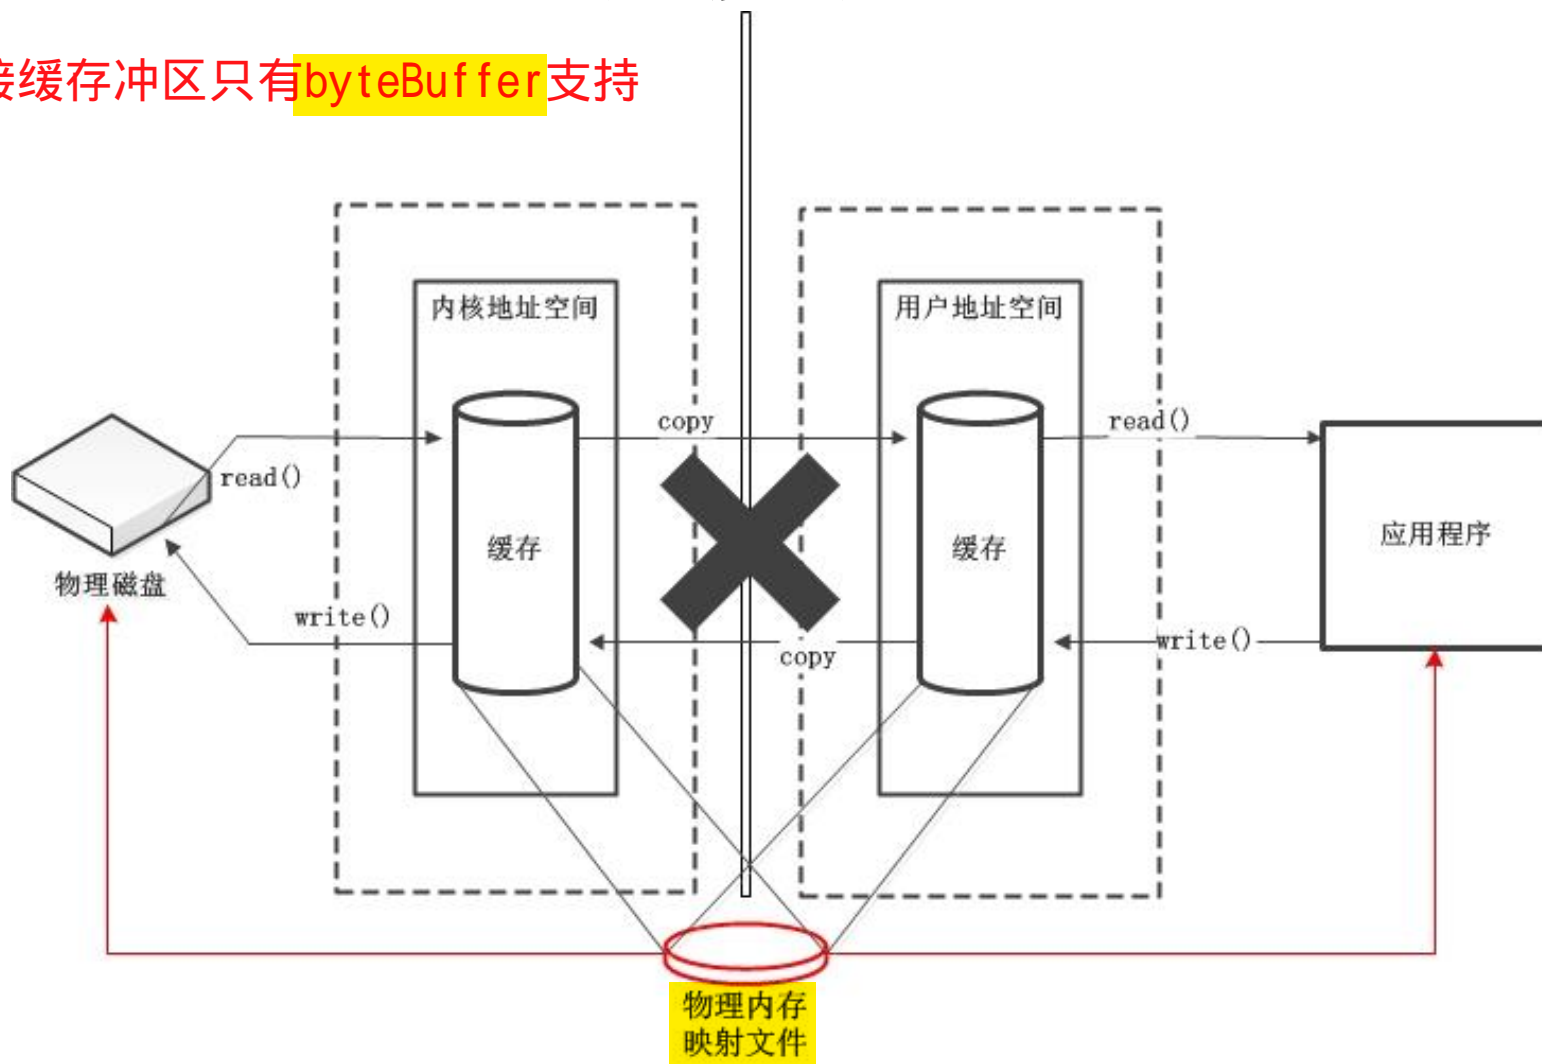 接缓存冲区只有byteBuffer支持
内核地址空间
用户地址空间
copy
read()
read()
缓存
缓存
应用程序
物理磁盘
write()
copy
write()
物理内存
映射文件